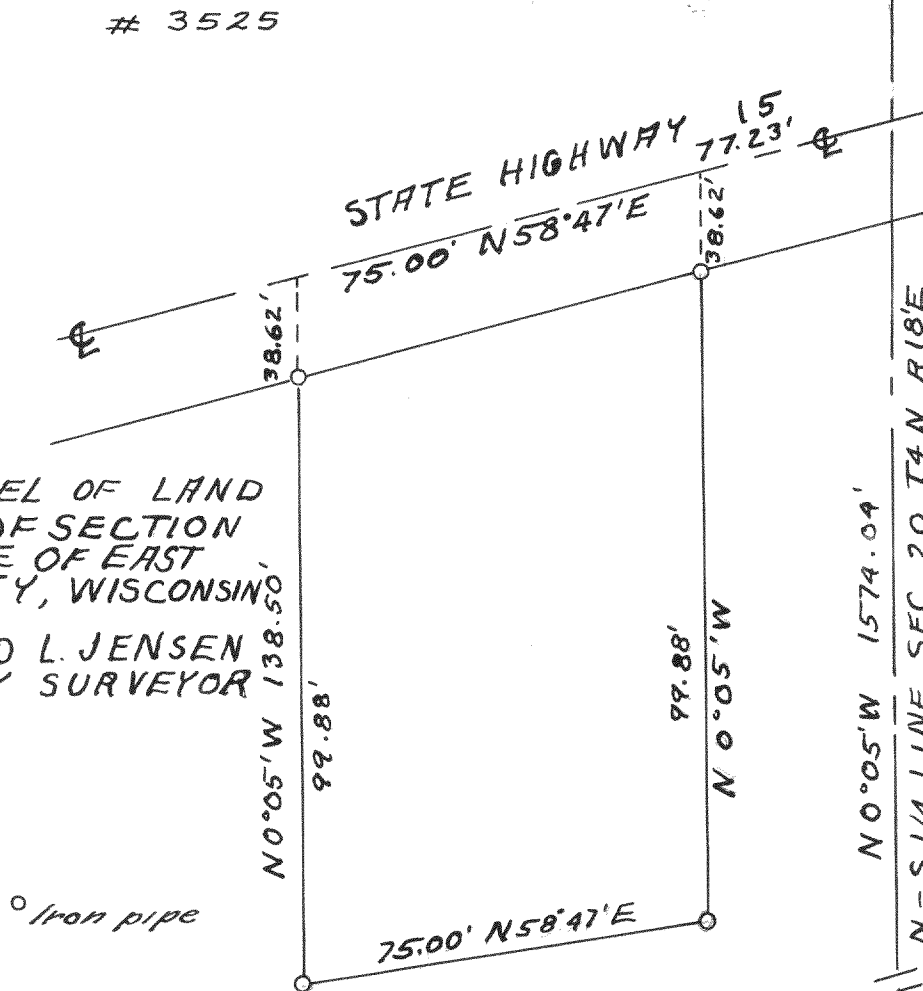 # 3525
STATE HIGHWAY 15
77.23'
℄
75.00' N58°47'E
38.62'
38.62'
℄
EL OF LAND
OF SECTION
E OF EAST
Y, WISCONSIN
D L. JENSEN
Y SURVEYOR
N0°05'W 138.50'
99.88'
99.88'
N 0°05'W
N0°05'W 1574.04'
N-S 1/4 LINE SEC 20 T4N R18'E
° Iron pipe
75.00' N58°47'E